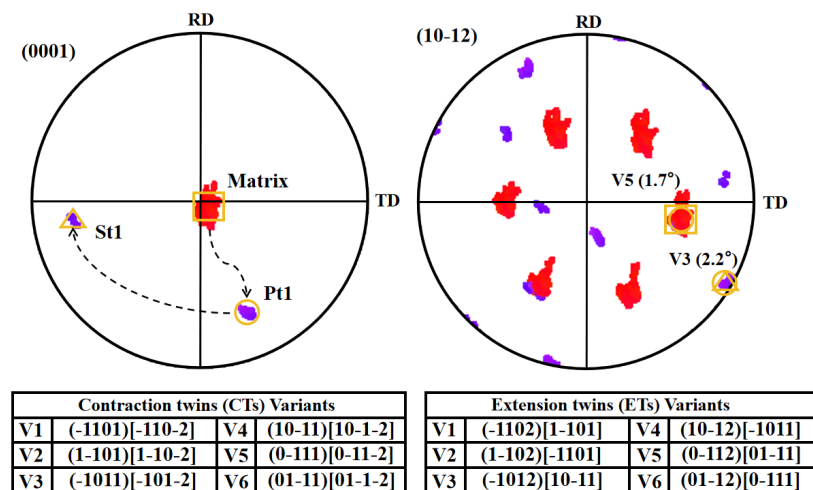 RD
RD
(0001)
(10-12)
Matrix
V5 (1.7°)
TD
TD
St1
V3 (2.2°)
Pt1
Contraction twins (CTs) Variants
V1 (-1101)[-110-2] V4 (10-11)[10-1-2]
V2 (1-101)[1-10-2] V5 (0-111)[0-11-2]
V3 (-1011)[-101-2] V6 (01-11)[01-1-2]
Extension twins (ETs) Variants
V1 (-1102)[1-101] V4 (10-12)[-1011]
V2 (1-102)[-1101] V5 (0-112)[01-11]
V3 (-1012)[10-11] V6 (01-12)[0-111]